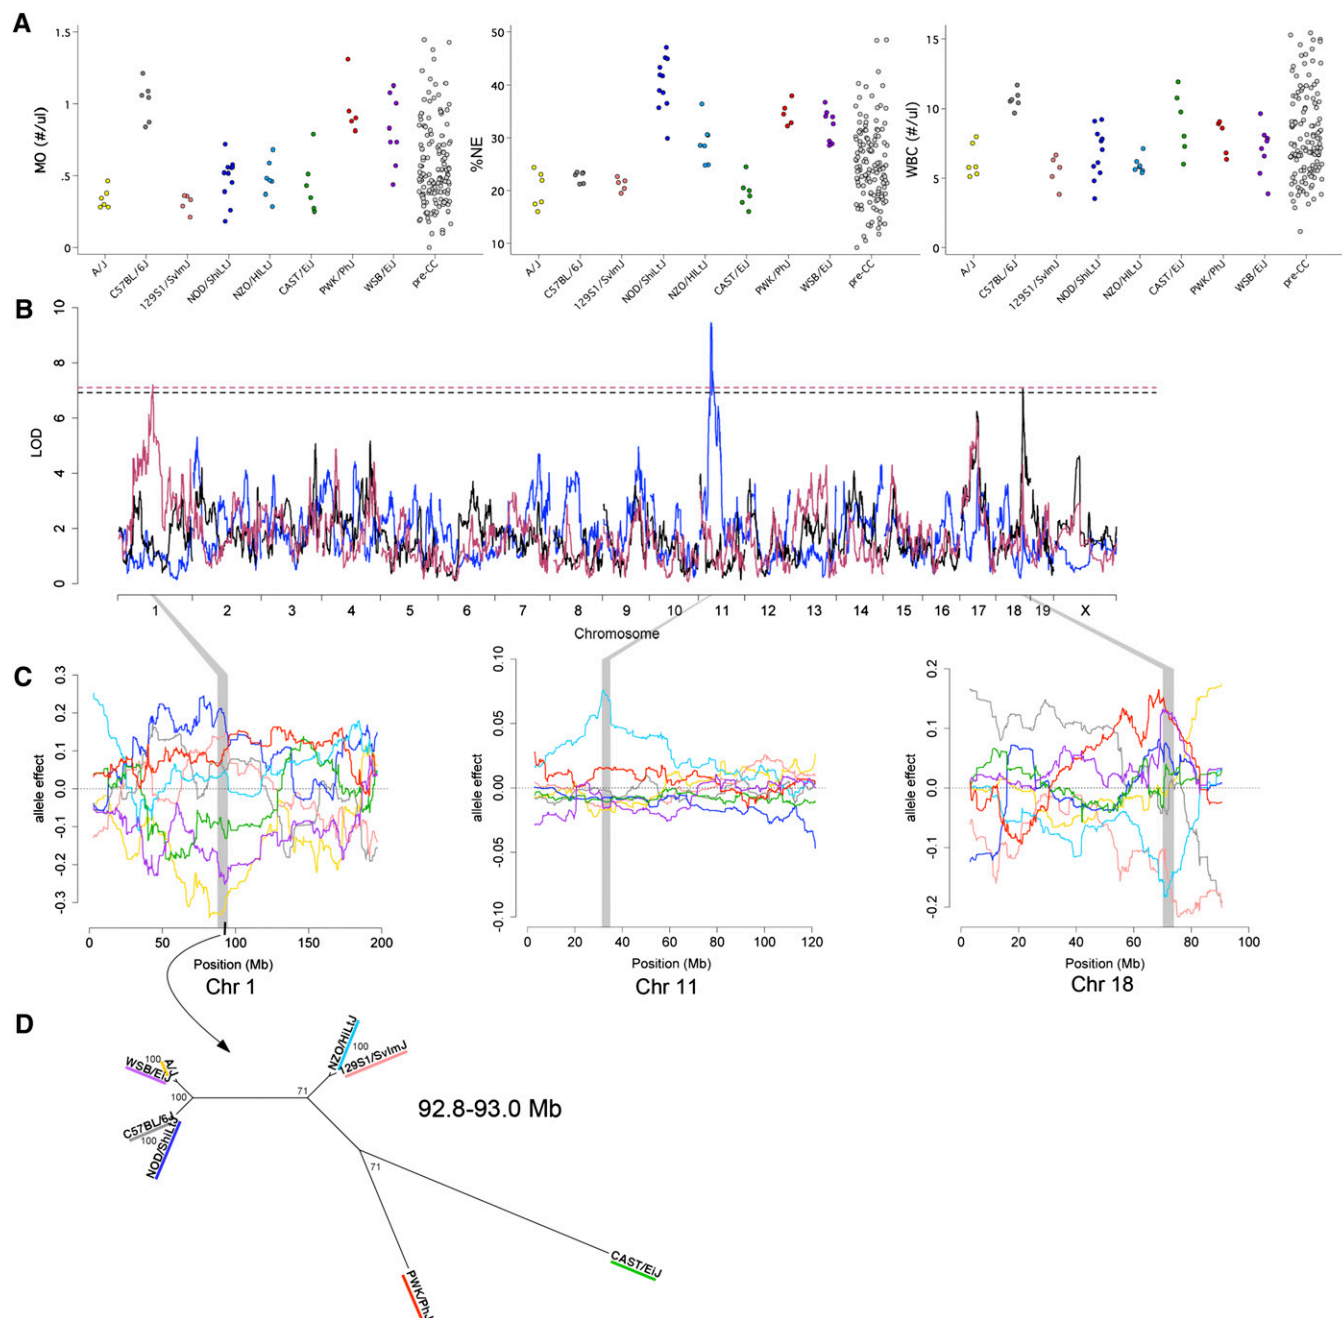 A
MO (#/ul)
1.5
1
.5
0
A/J
C57BL/6J
129S1/SvImJ
NOD/ShiLtJ
NZO/HILtJ
CAST/EiJ
PWK/PhJ
WSB/EiJ
pre-CC
%NE
50
40
30
20
10
A/J
C57BL/6J
129S1/SvImJ
NOD/ShiLtJ
NZO/HILtJ
CAST/EiJ
PWK/PhJ
WSB/EiJ
pre-CC
WBC (#/ul)
15
10
5
0
A/J
C57BL/6J
129S1/SvImJ
NOD/ShiLtJ
NZO/HILtJ
CAST/EiJ
PWK/PhJ
WSB/EiJ
pre-CC
B
LOD
10
8
6
4
2
0
1 2 3 4 5 6 7 8 9 10 11 12 13 14 15 16 17 18 19 X
Chromosome
C
allele effect
0.3
0.2
0.1
0.0
-0.1
-0.2
-0.3
0 50 100 150 200
Position (Mb)
Chr 1
allele effect
0.10
0.05
0.00
-0.05
-0.10
0 20 40 60 80 100 120
Position (Mb)
Chr 11
allele effect
0.2
0.1
0.0
-0.1
-0.2
0 20 40 60 80 100
Position (Mb)
Chr 18
D
100
A/J
WSB/EiJ
100
C57BL/6J
100
NOD/ShiLtJ
71
NZO/HiLtJ
100
129S1/SvImJ
92.8-93.0 Mb
71
CAST/EiJ
PWK/PhJ